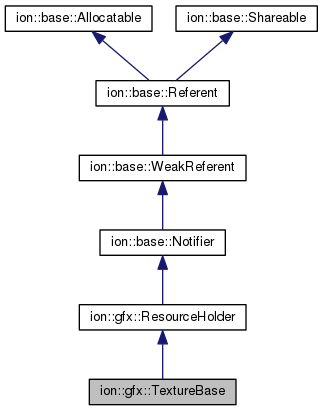 ion::base::Allocatable
ion::base::Shareable
ion::base::Referent
ion::base::WeakReferent
ion::base::Notifier
ion::gfx::ResourceHolder
ion::gfx::TextureBase